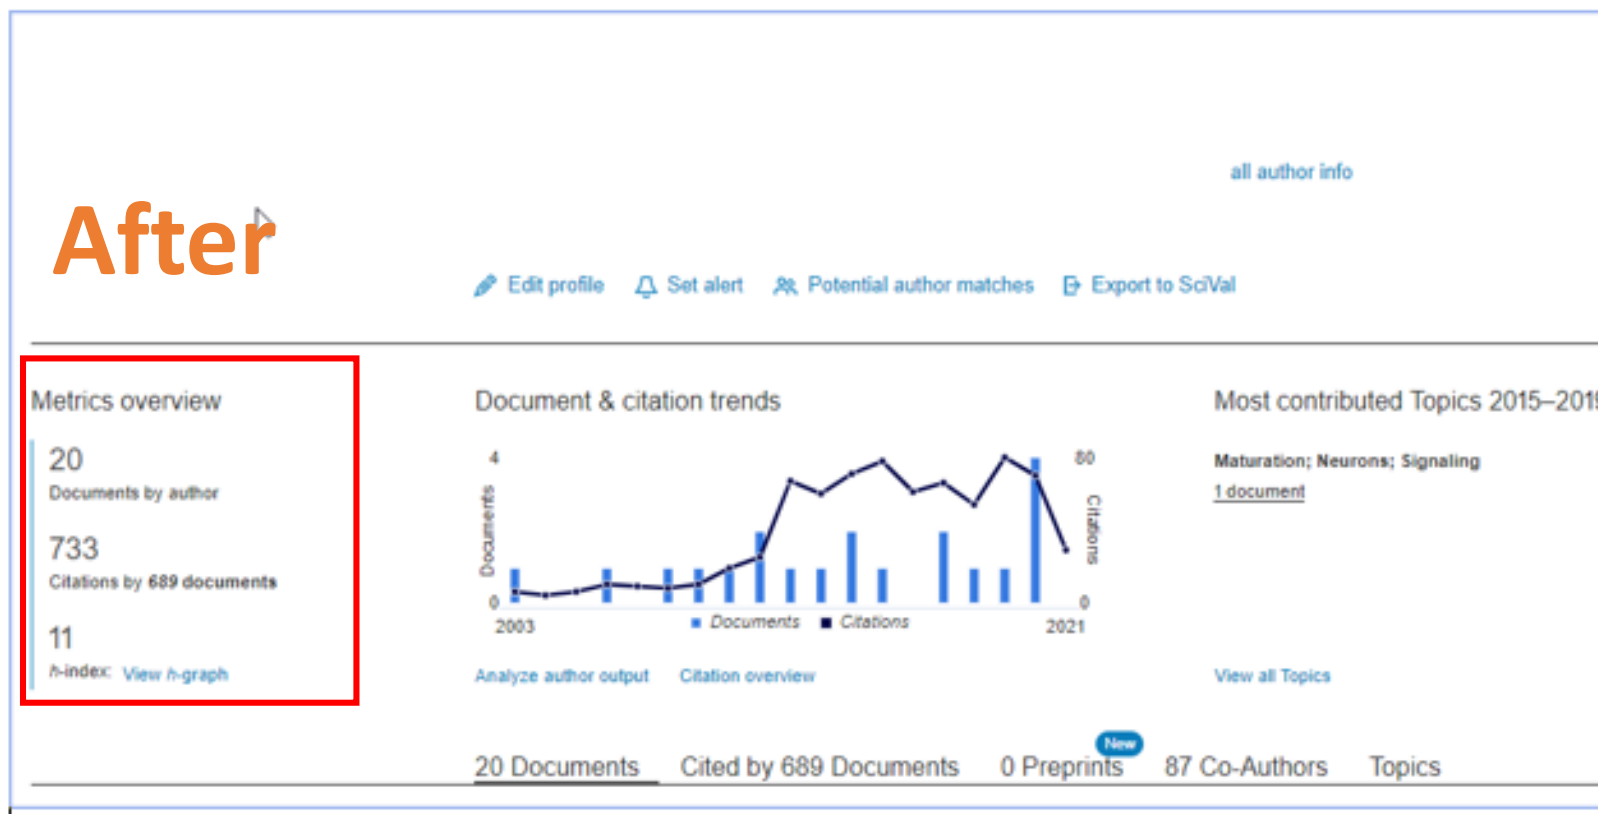 all author info
After
Edit profile Set alert Potential author matches Export to SciVal
Metrics overview
20
Documents by author
733
Citations by 689 documents
11
h-index: View h-graph
Document & citation trends
4 80
Documents
Citations
0 0
2003 2021
Documents Citations
Analyze author output Citation overview
Most contributed Topics 2015–2019
Maturation; Neurons; Signaling
1 document
View all Topics
New
20 Documents Cited by 689 Documents 0 Preprints 87 Co-Authors Topics